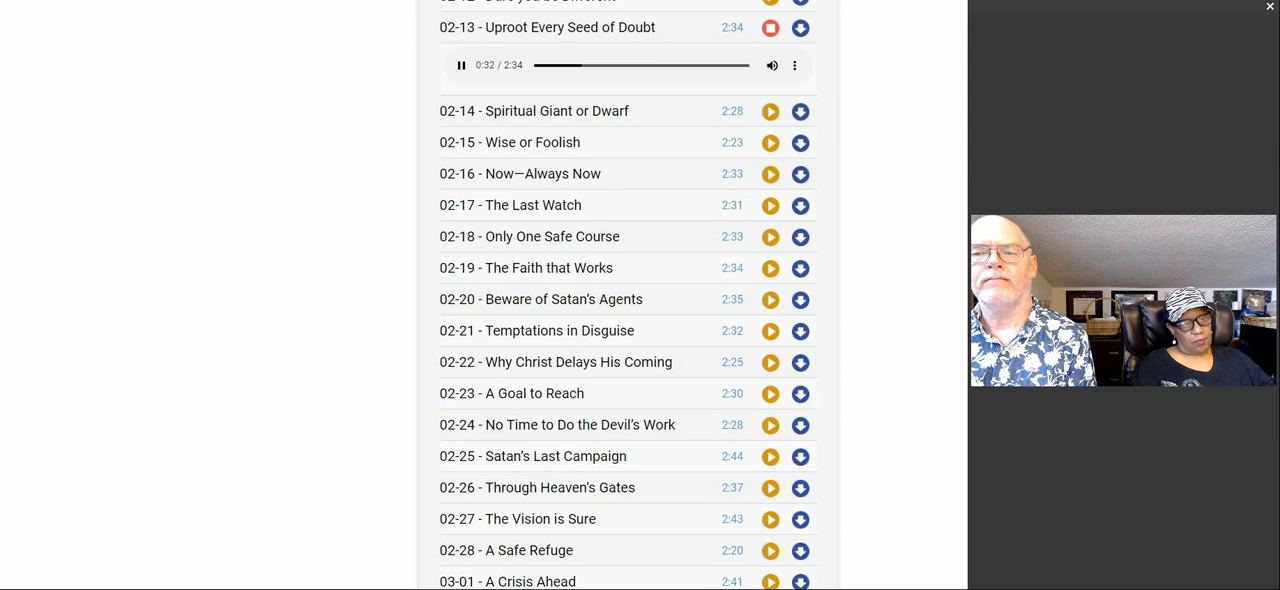 02-13 - Uproot Every Seed of Doubt 2:34
0:32 / 2:34
02-14 - Spiritual Giant or Dwarf 2:28
02-15 - Wise or Foolish 2:23
02-16 - Now—Always Now 2:33
02-17 - The Last Watch 2:31
02-18 - Only One Safe Course 2:33
02-19 - The Faith that Works 2:34
02-20 - Beware of Satan's Agents 2:35
02-21 - Temptations in Disguise 2:32
02-22 - Why Christ Delays His Coming 2:25
02-23 - A Goal to Reach 2:30
02-24 - No Time to Do the Devil's Work 2:28
02-25 - Satan's Last Campaign 2:44
02-26 - Through Heaven's Gates 2:37
02-27 - The Vision is Sure 2:43
02-28 - A Safe Refuge 2:20
03-01 - A Crisis Ahead 2:41